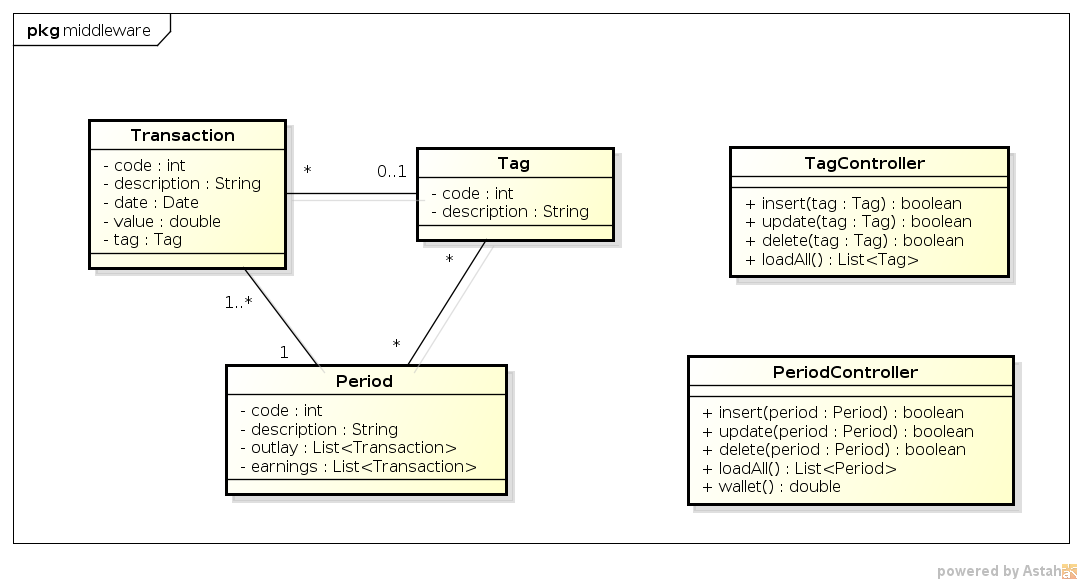 pkg middleware
Transaction
- code : int
- description : String
- date : Date
- value : double
- tag : Tag
*
0..1
Tag
- code : int
- description : String
TagController
+ insert(tag : Tag) : boolean
+ update(tag : Tag) : boolean
+ delete(tag : Tag) : boolean
+ loadAll() : List<Tag>
*
1..*
*
1
Period
- code : int
- description : String
- outlay : List<Transaction>
- earnings : List<Transaction>
PeriodController
+ insert(period : Period) : boolean
+ update(period : Period) : boolean
+ delete(period : Period) : boolean
+ loadAll() : List<Period>
+ wallet() : double
powered by Astah